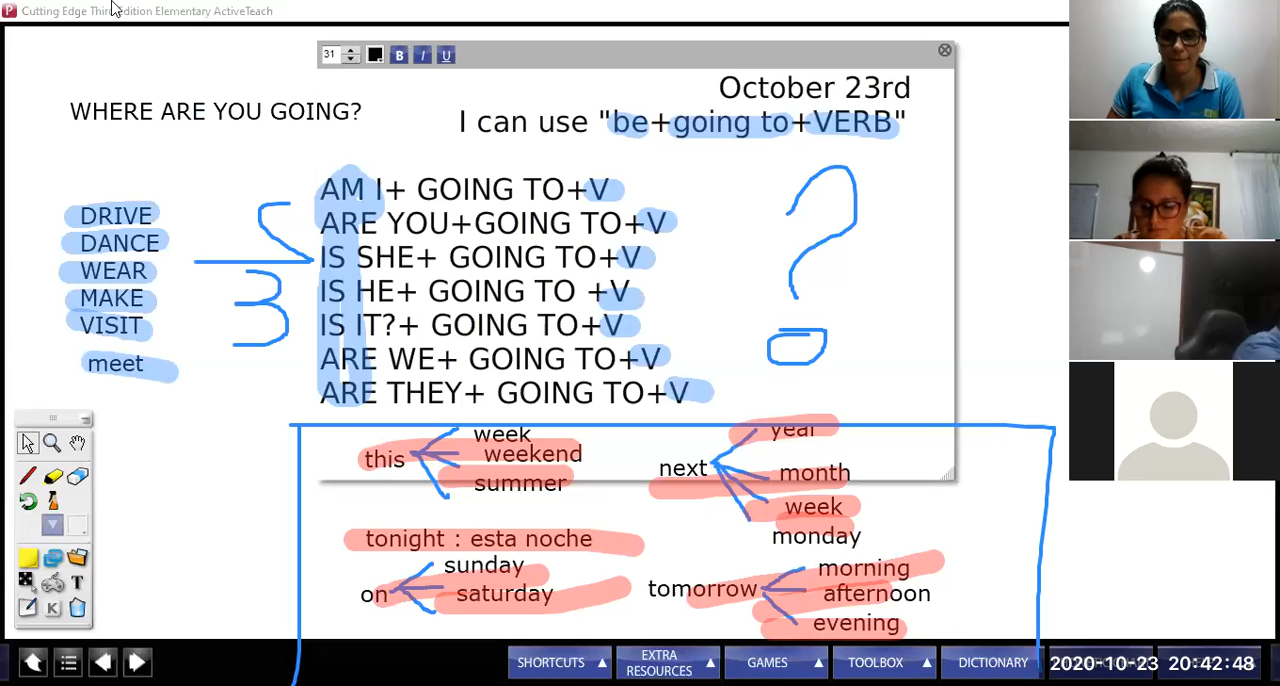 Cutting Edge Third Edition Elementary ActiveTeach
31
B I U
October 23rd
WHERE ARE YOU GOING?
I can use "be+going to+VERB"
AM I+ GOING TO+V
ARE YOU+GOING TO+V
IS SHE+ GOING TO+V
IS HE+ GOING TO +V
IS IT?+ GOING TO+V
ARE WE+ GOING TO+V
ARE THEY+ GOING TO+V
?
DRIVE
DANCE
WEAR
MAKE
VISIT
meet
this
week
weekend
summer
next
year
month
week
monday
tonight : esta noche
on
sunday
saturday
tomorrow
morning
afternoon
evening
T
K
SHORTCUTS
EXTRA
RESOURCES
GAMES
TOOLBOX
DICTIONARY
2020-10-23 20:42:48